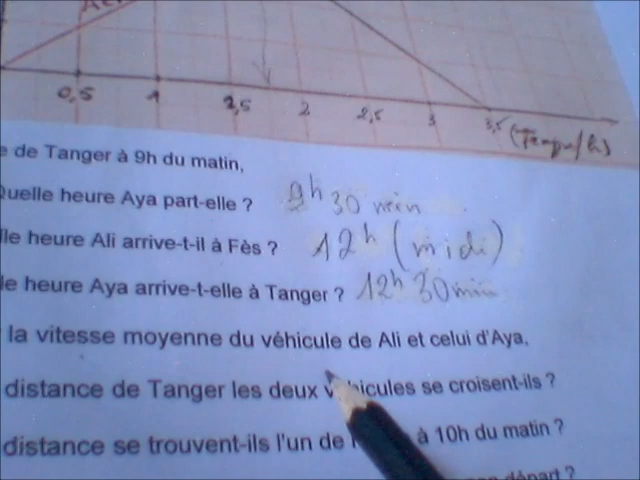 0,5 1 1,5 2 2,5 3 3,5 (Temps/h)
de Tanger à 9h du matin,
uelle heure Aya part-elle ? 9h 30 min
lle heure Ali arrive-t-il à Fès ? 12h (midi)
le heure Aya arrive-t-elle à Tanger ? 12h 30min
la vitesse moyenne du véhicule de Ali et celui d'Aya.
distance de Tanger les deux véhicules se croisent-ils ?
distance se trouvent-ils l'un de à 10h du matin ?
départ ?